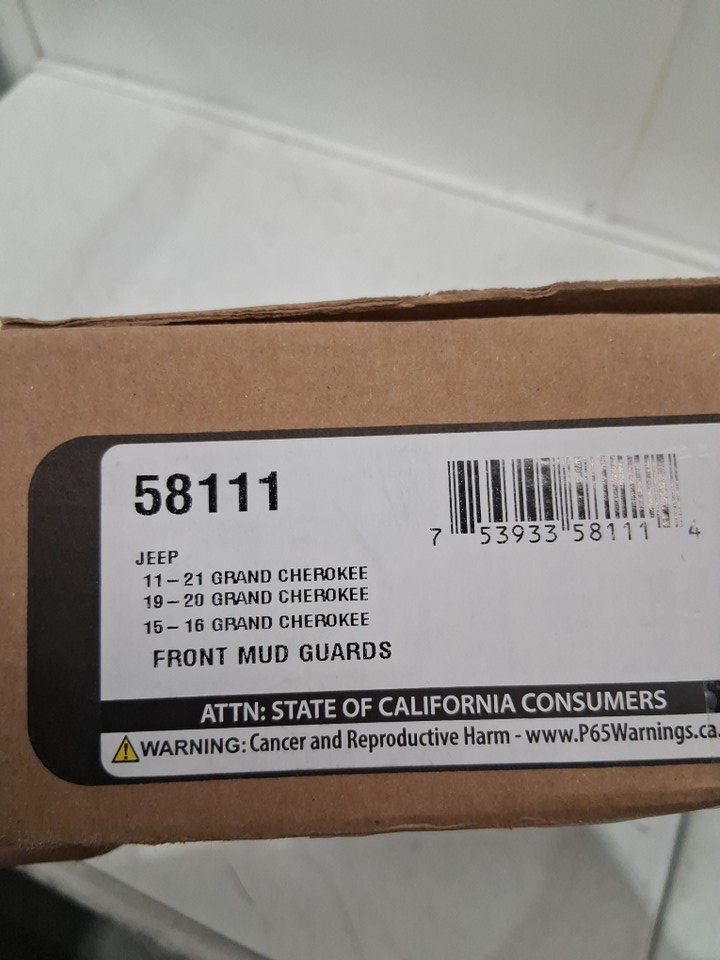 58111
7 53933 58111 4
JEEP
11-21 GRAND CHEROKEE
19-20 GRAND CHEROKEE
15-16 GRAND CHEROKEE
FRONT MUD GUARDS
ATTN: STATE OF CALIFORNIA CONSUMERS
WARNING: Cancer and Reproductive Harm - www.P65Warnings.ca.